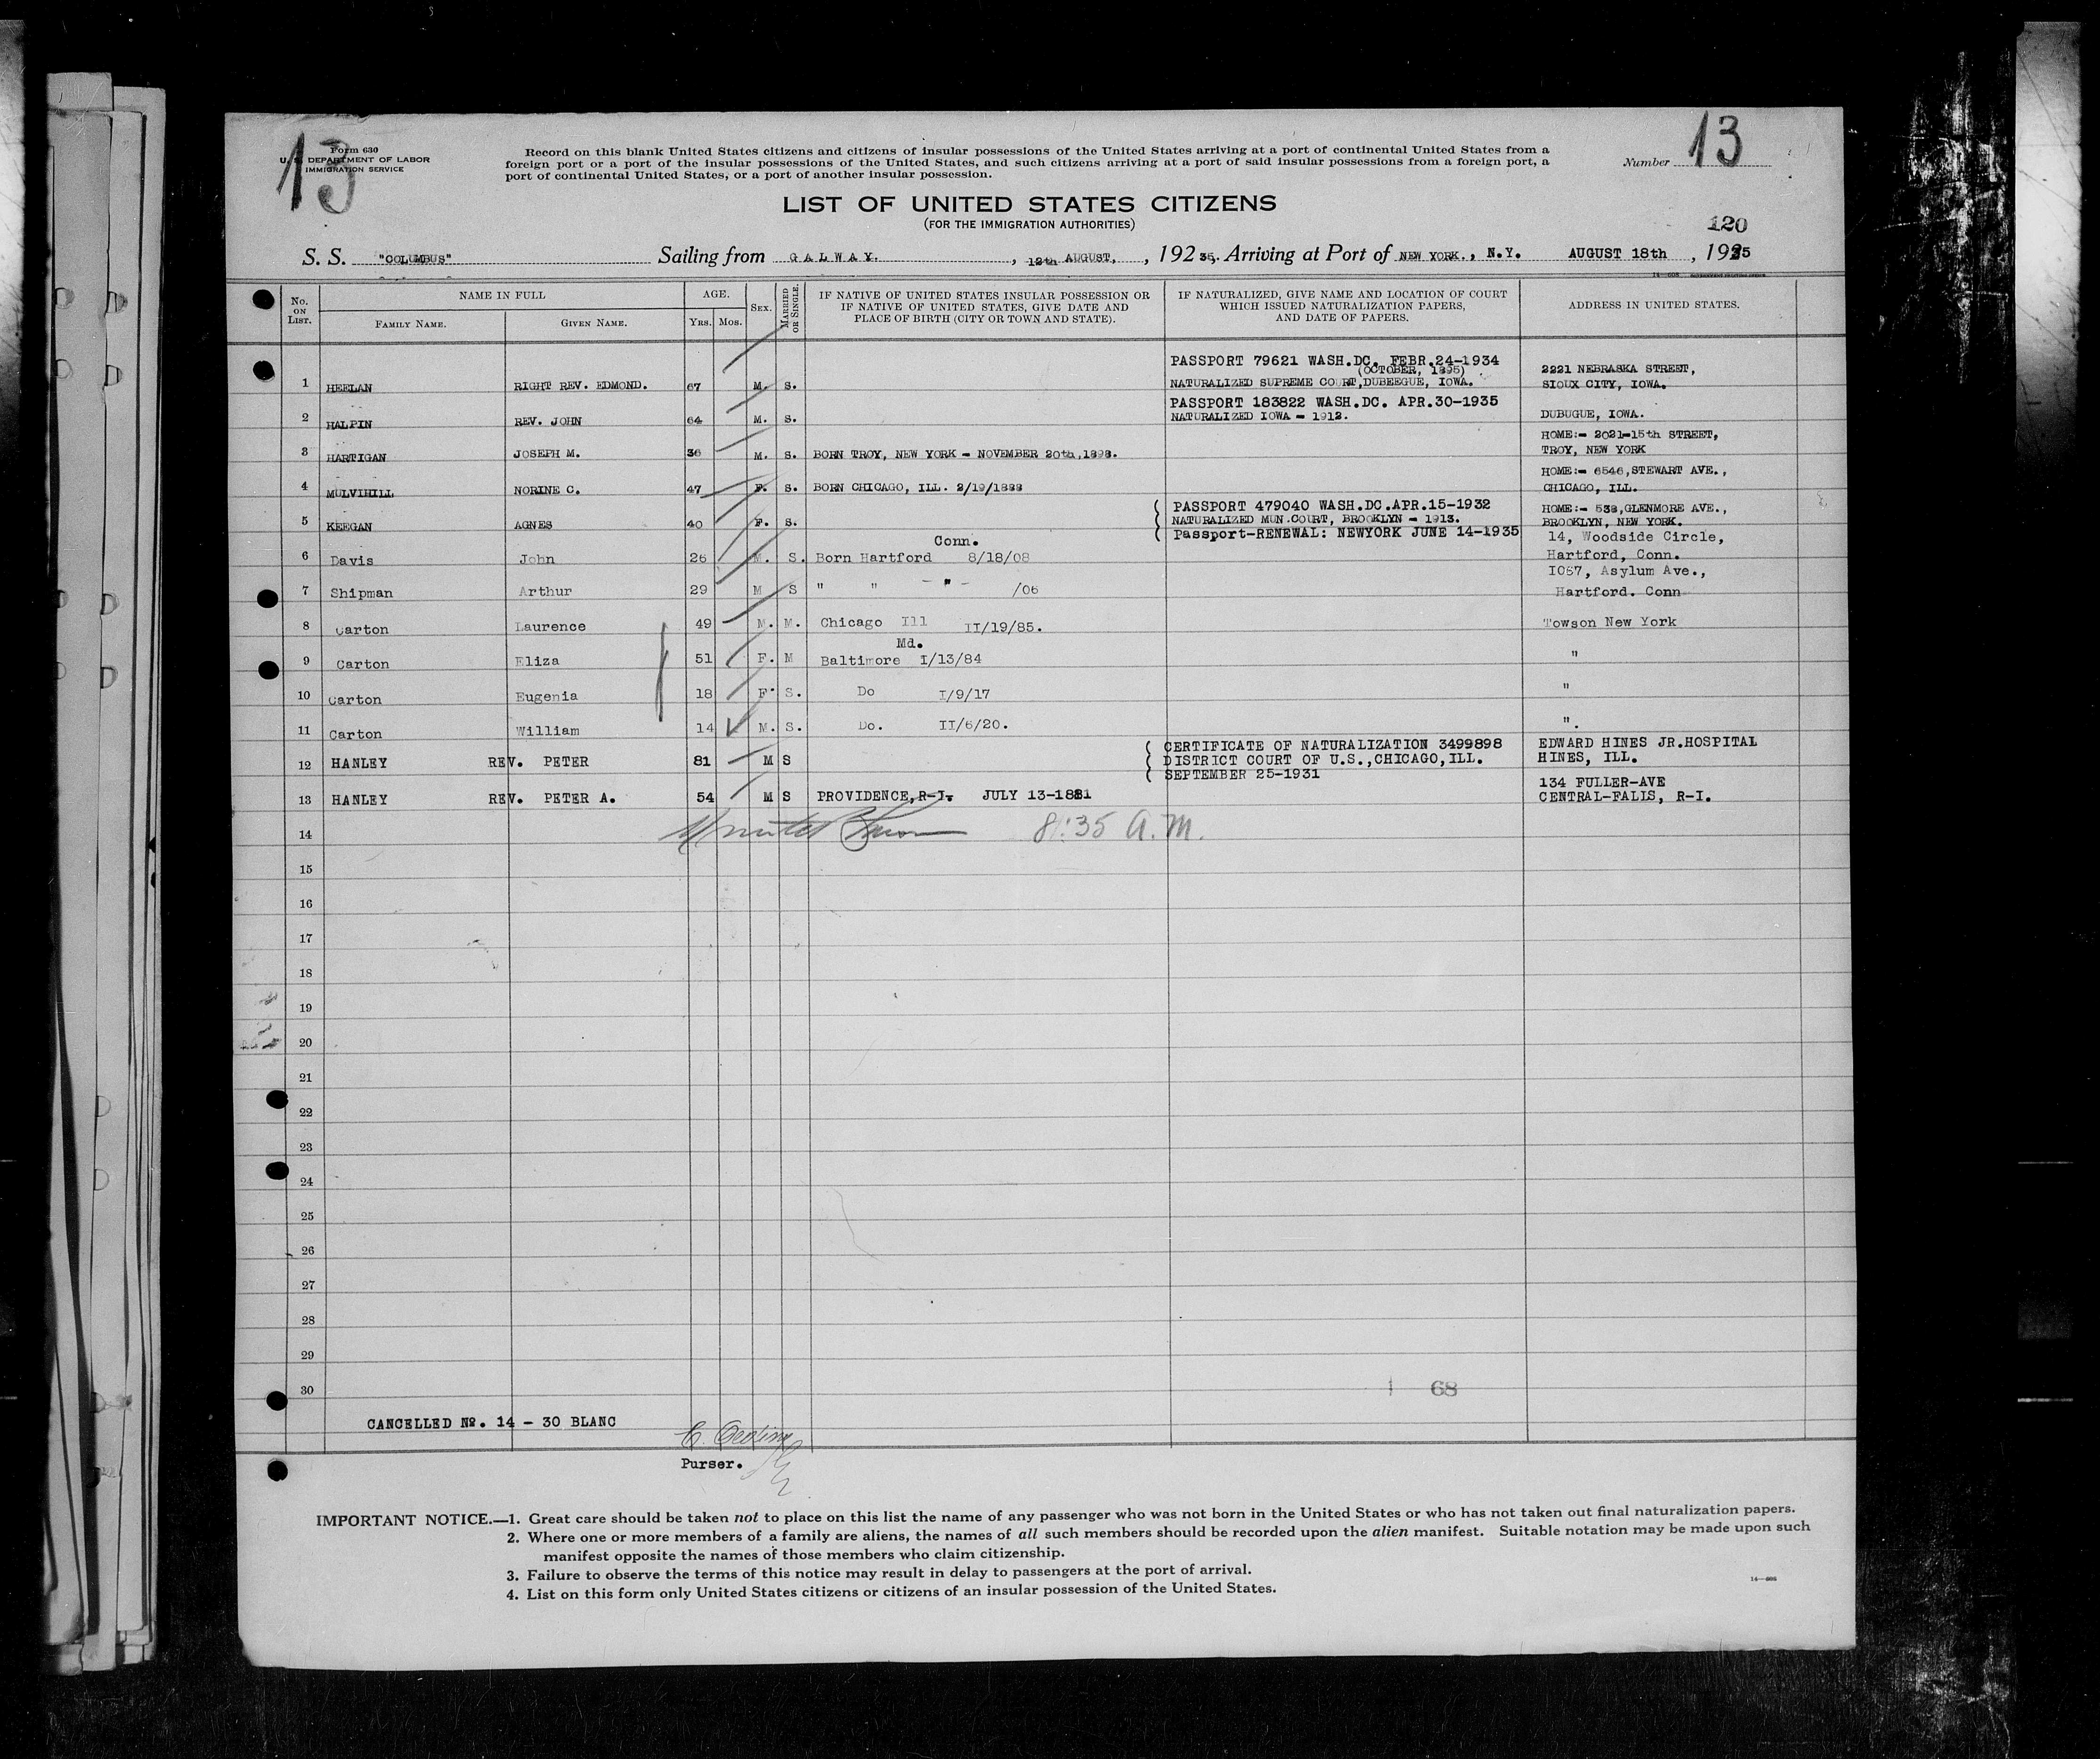 13
Form 630
U. S. DEPARTMENT OF LABOR
IMMIGRATION SERVICE
Record on this blank United States citizens and citizens of insular possessions of the United States arriving at a port of continental United States from a
foreign port or a port of the insular possessions of the United States, and such citizens arriving at a port of said insular possessions from a foreign port, a
port of continental United States, or a port of another insular possession.
Number 13
LIST OF UNITED STATES CITIZENS
(FOR THE IMMIGRATION AUTHORITIES)
120
S. S. "COLUMBUS" Sailing from GALWAY. , 12th AUGUST, , 192 35, Arriving at Port of NEW YORK., N.Y. AUGUST 18th , 1935
No. ON LIST. NAME IN FULL AGE. SEX. MARRIED OR SINGLE. IF NATIVE OF UNITED STATES INSULAR POSSESSION OR IF NATIVE OF UNITED STATES, GIVE DATE AND PLACE OF BIRTH (CITY OR TOWN AND STATE). IF NATURALIZED, GIVE NAME AND LOCATION OF COURT WHICH ISSUED NATURALIZATION PAPERS, AND DATE OF PAPERS. ADDRESS IN UNITED STATES.
FAMILY NAME. GIVEN NAME. YRS. MOS.
PASSPORT 79621 WASH.DC. FEBR.24-1934
(OCTOBER, 1895) 2221 NEBRASKA STREET,
1 HEELAN RIGHT REV. EDMOND. 67 M. S. NATURALIZED SUPREME COURT,DUBEEGUE, IOWA. SIOUX CITY, IOWA.
PASSPORT 183822 WASH.DC. APR.30-1935
2 HALPIN REV. JOHN 64 M. S. NATURALIZED IOWA - 1912. DUBUGUE, IOWA.
HOME:- 2021-15th STREET,
3 HARTIGAN JOSEPH M. 36 M. S. BORN TROY, NEW YORK - NOVEMBER 20th,1898. TROY, NEW YORK
HOME:- 6546,STEWART AVE.,
4 MULVIHILL NORINE C. 47 F. S. BORN CHICAGO, ILL. 2/19/1888 CHICAGO, ILL.
PASSPORT 479040 WASH.DC.APR.15-1932 HOME:- 538,GLENMORE AVE.,
5 KEEGAN AGNES 40 F. S. NATURALIZED MUN.COURT, BROOKLYN - 1913. BROOKLYN, NEW YORK.
Passport-RENEWAL: NEWYORK JUNE 14-1935
Conn. 14, Woodside Circle,
6 Davis John 26 M. S. Born Hartford 8/18/08 Hartford, Conn.
1067, Asylum Ave.,
7 Shipman Arthur 29 M S " " - " - /06 Hartford. Conn
8 Carton Laurence 49 M. M. Chicago Ill II/19/85. Towson New York
Md.
9 Carton Eliza 51 F. M Baltimore I/13/84 "
10 Carton Eugenia 18 F. S. Do I/9/17 "
11 Carton William 14 M. S. Do. II/6/20. ".
CERTIFICATE OF NATURALIZATION 3499898 EDWARD HINES JR.HOSPITAL
12 HANLEY REV. PETER 81 M S DISTRICT COURT OF U.S.,CHICAGO,ILL. HINES, ILL.
SEPTEMBER 25-1931
134 FULLER-AVE
13 HANLEY REV. PETER A. 54 M S PROVIDENCE,R-I. JULY 13-1881 CENTRAL-FALIS, R-I.
14 8:35 A.M.
15
16
17
18
19
20
21
22
23
24
25
26
27
28
29
30
68
CANCELLED No. 14 - 30 BLANC
Purser.
IMPORTANT NOTICE.—1. Great care should be taken not to place on this list the name of any passenger who was not born in the United States or who has not taken out final naturalization papers.
2. Where one or more members of a family are aliens, the names of all such members should be recorded upon the alien manifest. Suitable notation may be made upon such
manifest opposite the names of those members who claim citizenship.
3. Failure to observe the terms of this notice may result in delay to passengers at the port of arrival.
4. List on this form only United States citizens or citizens of an insular possession of the United States.